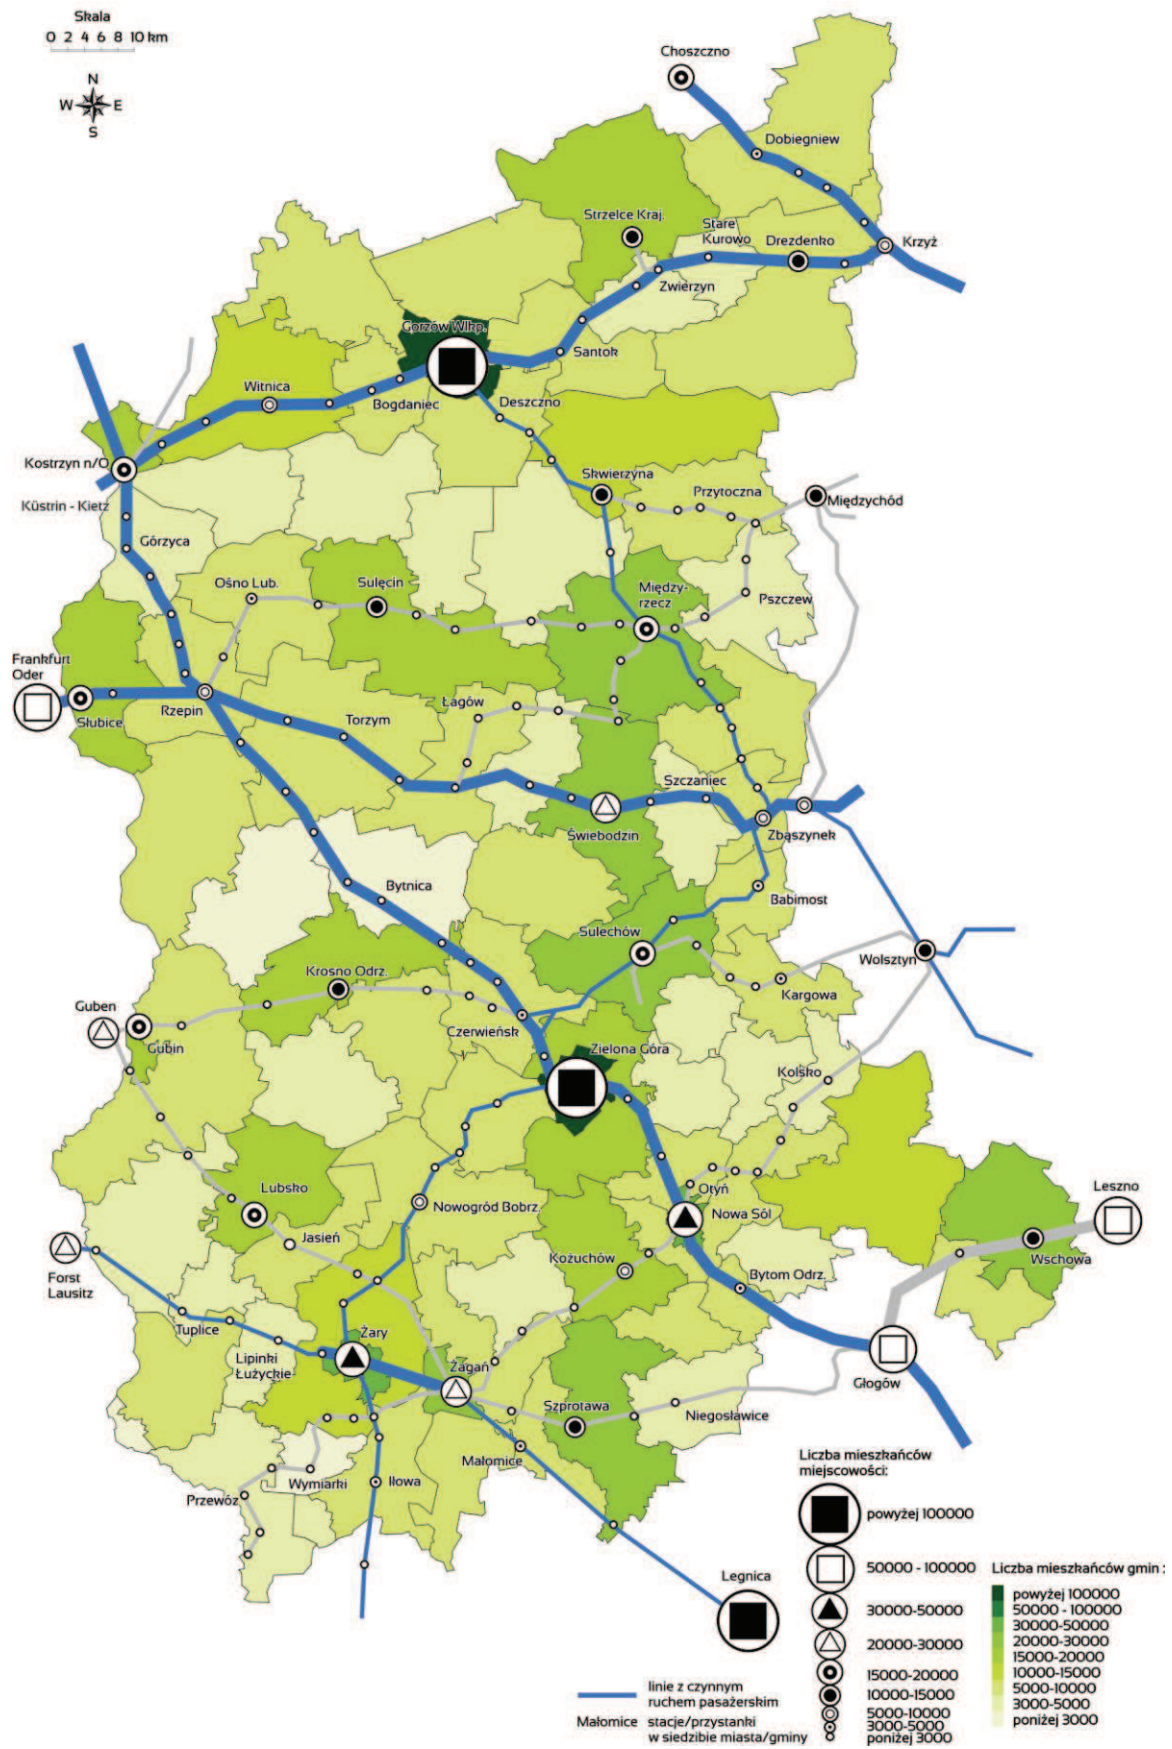 Skala
0 2 4 6 8 10 km
N
W E
S
Choszczno
Dobiegniew
Strzelce Kraj.
Stare
Kurowo
Drezdenko
Krzyż
Zwierzyn
Gorzów Wlkp.
Santok
Witnica
Bogdaniec
Deszczno
Kostrzyn n/O
Skwierzyna
Przytoczna
Międzychód
Küstrin - Kietz
Górzyca
Ośno Lub.
Sulęcin
Między-
rzecz
Pszczew
Frankfurt
Oder
Słubice
Rzepin
Torzym
Łagów
Szczaniec
Świebodzin
Zbąszynek
Bytnica
Babimost
Sulechów
Wolsztyn
Krosno Odrz.
Kargowa
Guben
Gubin
Czerwieńsk
Zielona Góra
Kolsko
Lubsko
Otyń
Leszno
Nowogród Bobrz.
Nowa Sól
Jasień
Wschowa
Forst
Lausitz
Kożuchów
Bytom Odrz.
Tuplice
Żary
Lipinki
Łużyckie
Żagań
Głogów
Szprotawa
Niegosławice
Małomice
Wymiarki
Iłowa
Przewóz
Legnica
Liczba mieszkańców
miejscowości:
powyżej 100000
50000 - 100000
30000-50000
20000-30000
15000-20000
10000-15000
5000-10000
3000-5000
poniżej 3000
Liczba mieszkańców gmin :
powyżej 100000
50000 - 100000
30000-50000
20000-30000
15000-20000
10000-15000
5000-10000
3000-5000
poniżej 3000
linie z czynnym
ruchem pasażerskim
Małomice stacje/przystanki
w siedzibie miasta/gminy